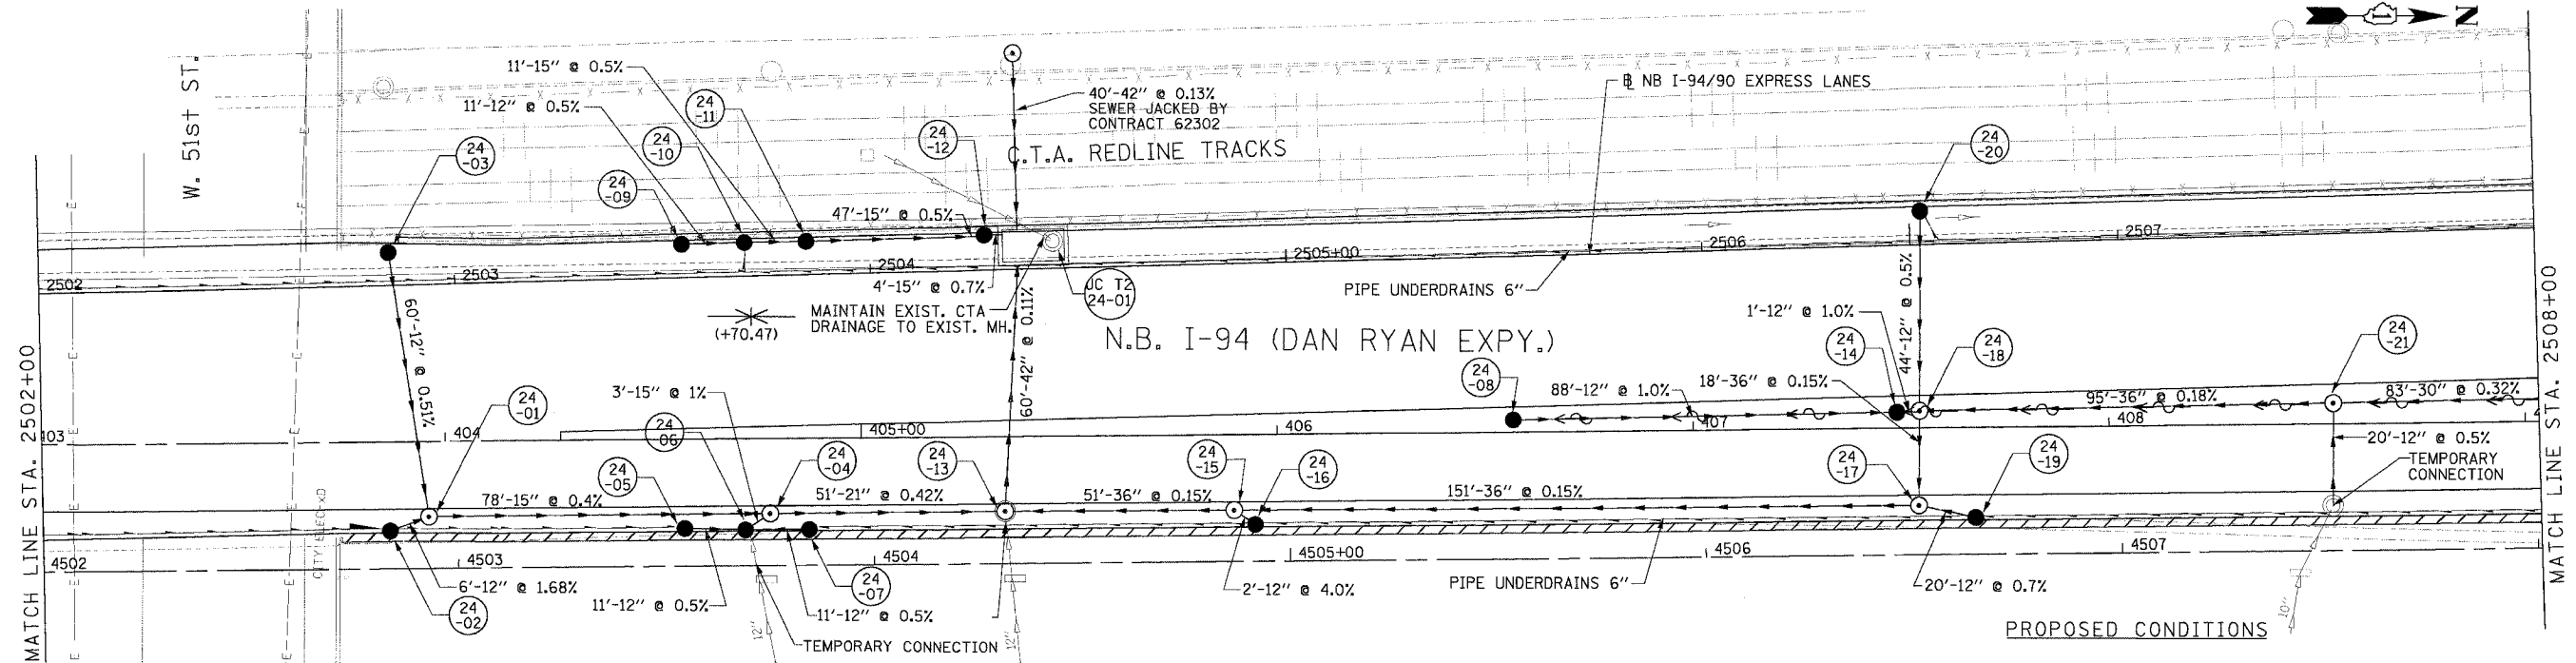 N
W. 51st ST.
11'-15" @ 0.5%
11'-12" @ 0.5%
24
-11
24
-10
24
-09
24
-03
24
-12
40'-42" @ 0.13%
SEWER JACKED BY
CONTRACT 62302
C.T.A. REDLINE TRACKS
NB I-94/90 EXPRESS LANES
24
-20
47'-15" @ 0.5%
4'-15" @ 0.7%
2502
2503
2504
2505+00
2506
2507
JC T2
24-01
MAINTAIN EXIST. CTA
DRAINAGE TO EXIST. MH.
(+70.47)
PIPE UNDERDRAINS 6"
N.B. I-94 (DAN RYAN EXPY.)
60'-12" @ 0.51%
60'-42" @ 0.11%
44'-12" @ 0.5%
1'-12" @ 1.0%
24
-14
24
-18
24
-21
24
-08
88'-12" @ 1.0%
18'-36" @ 0.15%
95'-36" @ 0.18%
83'-30" @ 0.32%
3'-15" @ 1%
24
-01
403
404
405+00
406
407
408
24
-06
24
-05
24
-04
24
-13
24
-15
24
-16
24
-17
24
-19
20'-12" @ 0.5%
TEMPORARY
CONNECTION
78'-15" @ 0.4%
51'-21" @ 0.42%
51'-36" @ 0.15%
151'-36" @ 0.15%
CITY ELEC-XD
4502
4503
4504
4505+00
4506
4507
6'-12" @ 1.68%
24
-02
11'-12" @ 0.5%
11'-12" @ 0.5%
24
-07
2'-12" @ 4.0%
PIPE UNDERDRAINS 6"
20'-12" @ 0.7%
12"
TEMPORARY CONNECTION
12"
10"
PROPOSED CONDITIONS
MATCH LINE STA. 2502+00
MATCH LINE STA. 2508+00